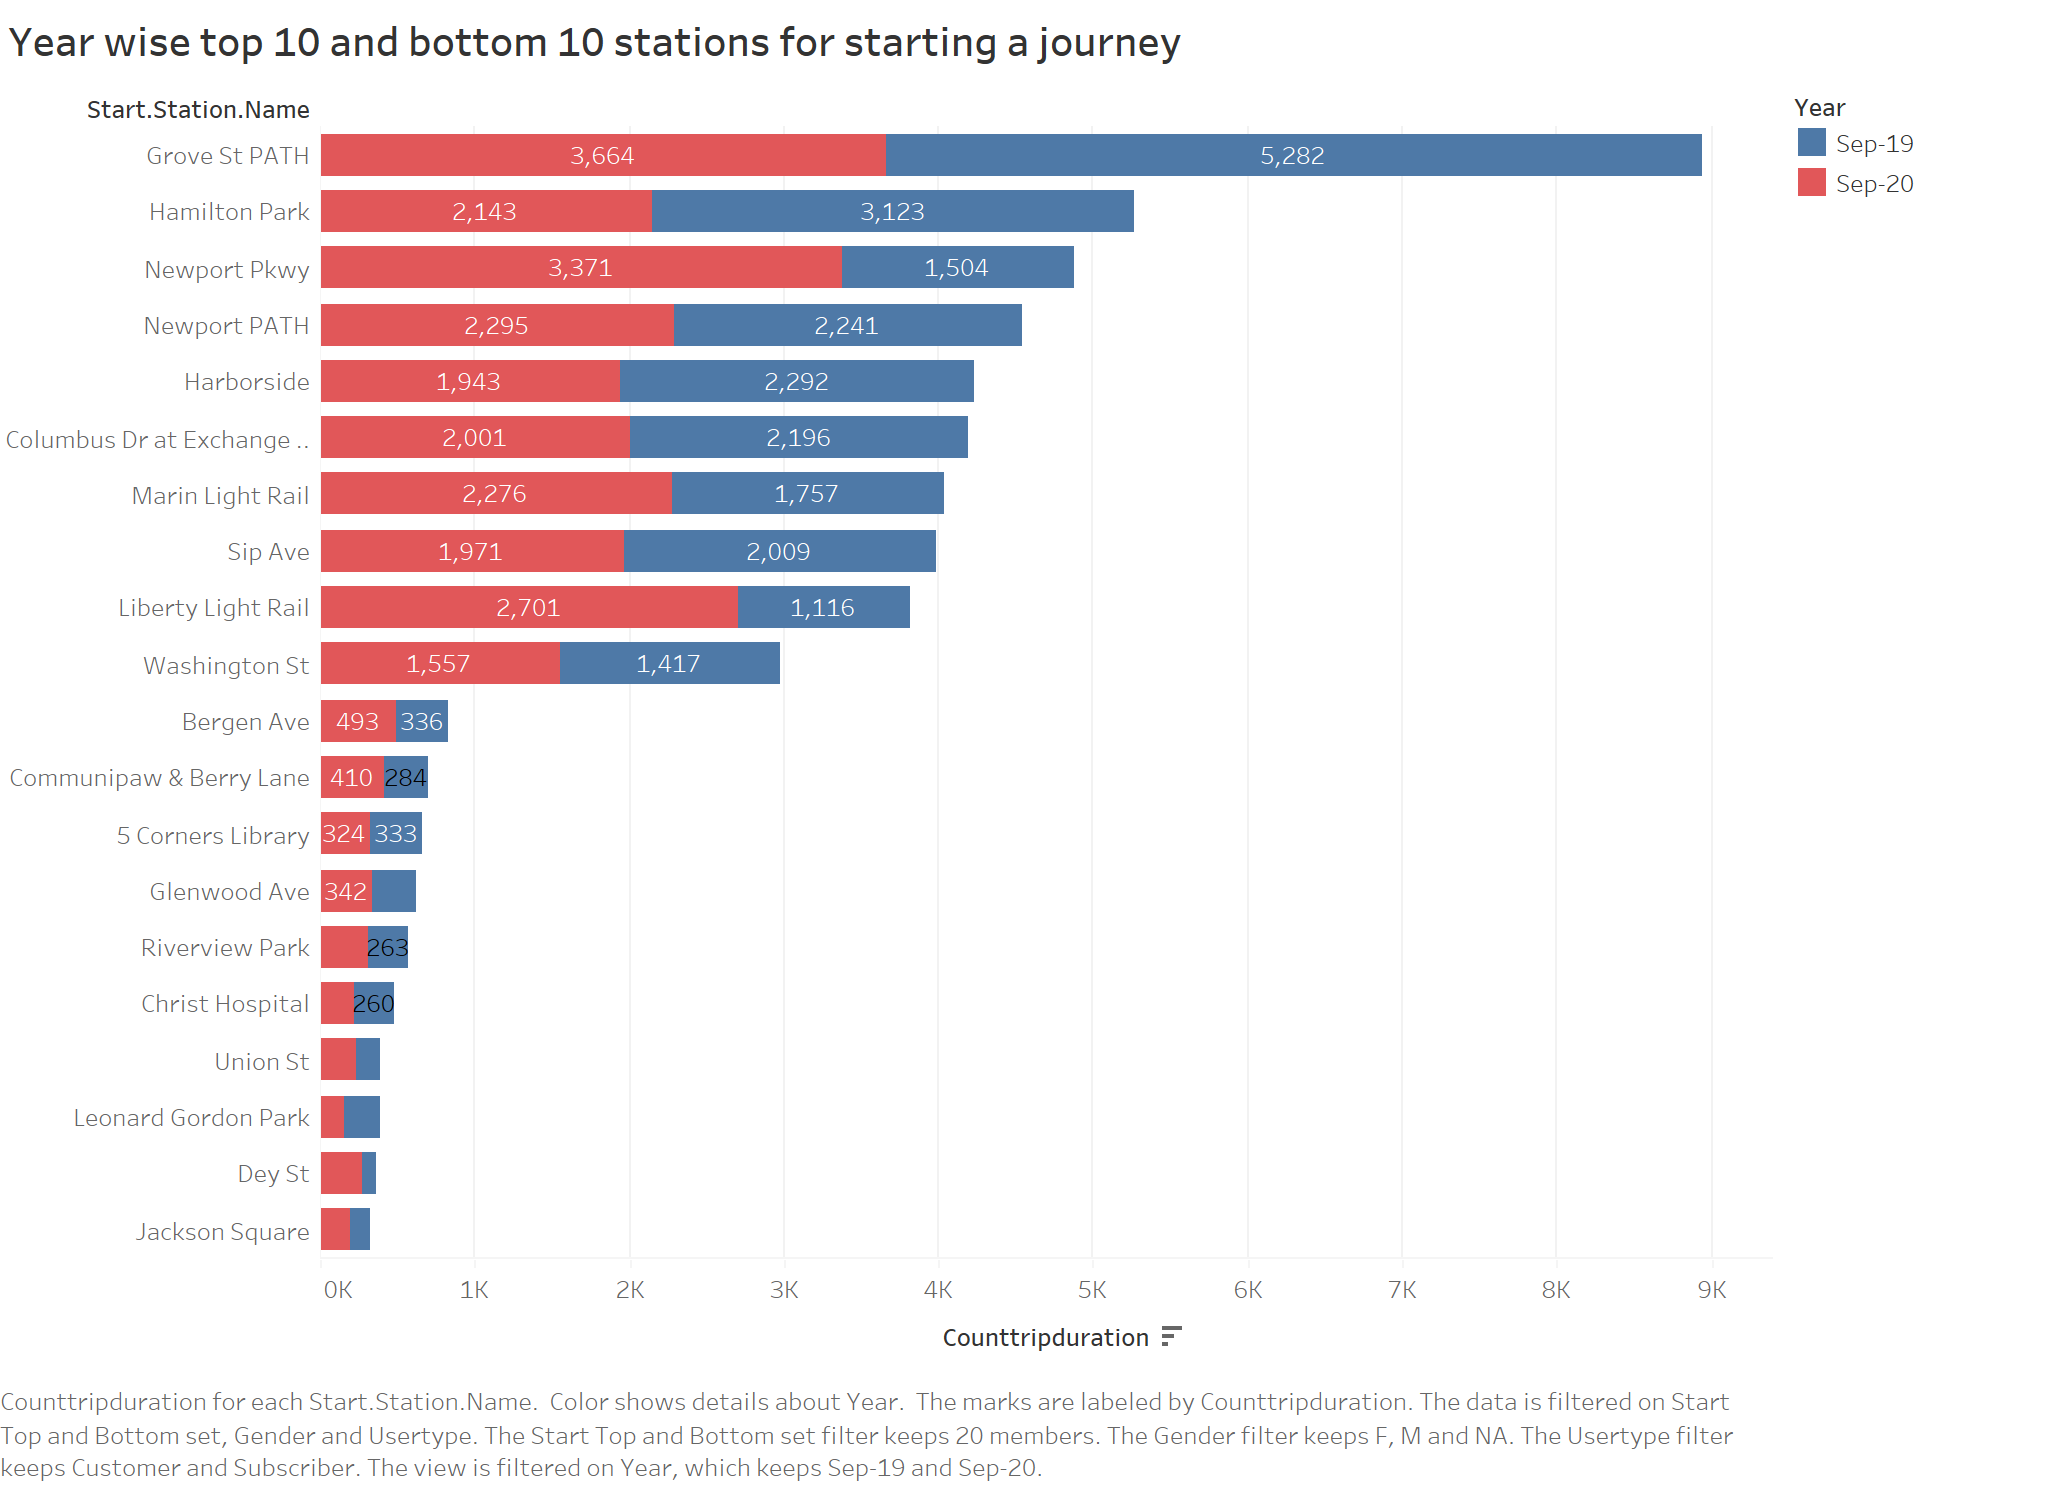 Year wise top 10 and bottom 10 stations for starting a journey
Start.Station.Name
Year
Sep-19
Sep-20
Grove St PATH 3,664 5,282
Hamilton Park 2,143 3,123
Newport Pkwy 3,371 1,504
Newport PATH 2,295 2,241
Harborside 1,943 2,292
Columbus Dr at Exchange .. 2,001 2,196
Marin Light Rail 2,276 1,757
Sip Ave 1,971 2,009
Liberty Light Rail 2,701 1,116
Washington St 1,557 1,417
Bergen Ave 493 336
Communipaw & Berry Lane 410 284
5 Corners Library 324 333
Glenwood Ave 342
Riverview Park 263
Christ Hospital 260
Union St
Leonard Gordon Park
Dey St
Jackson Square
0K 1K 2K 3K 4K 5K 6K 7K 8K 9K
Counttripduration
Counttripduration for each Start.Station.Name.  Color shows details about Year.  The marks are labeled by Counttripduration. The data is filtered on Start
Top and Bottom set, Gender and Usertype. The Start Top and Bottom set filter keeps 20 members. The Gender filter keeps F, M and NA. The Usertype filter
keeps Customer and Subscriber. The view is filtered on Year, which keeps Sep-19 and Sep-20.